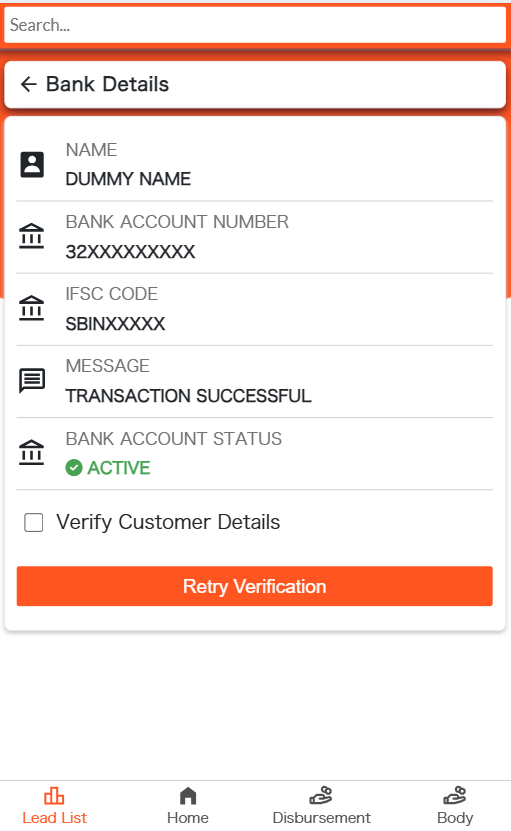 Search...
Bank Details
NAME
DUMMY NAME
BANK ACCOUNT NUMBER
32XXXXXXXXX
IFSC CODE
SBINXXXXX
MESSAGE
TRANSACTION SUCCESSFUL
BANK ACCOUNT STATUS
ACTIVE
Verify Customer Details
Retry Verification
Lead List Home Disbursement Body